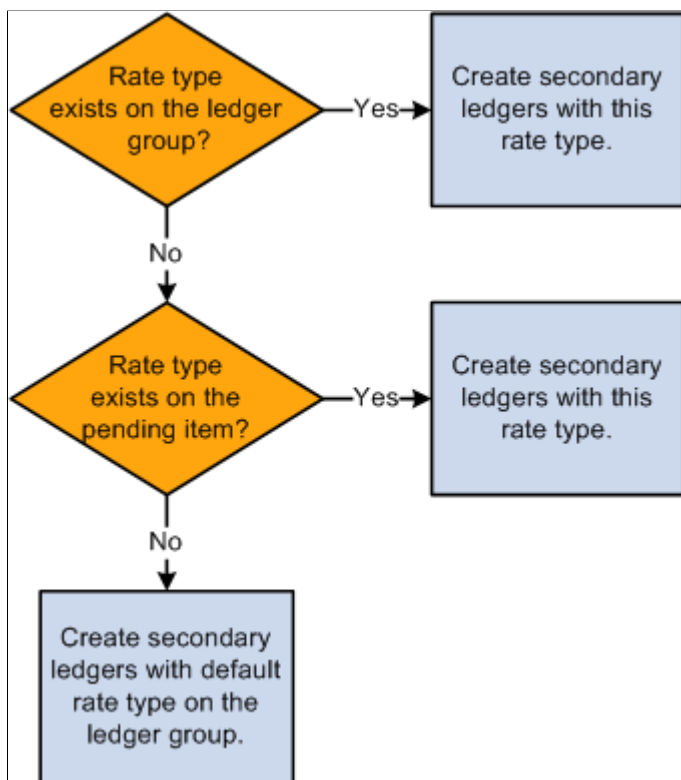 Rate type
exists on the ledger
group?
Yes
Create secondary
ledgers with this
rate type.
No
Rate type
exists on the
pending item?
Yes
Create secondary
ledgers with this
rate type.
No
Create secondary
ledgers with default
rate type on the
ledger group.